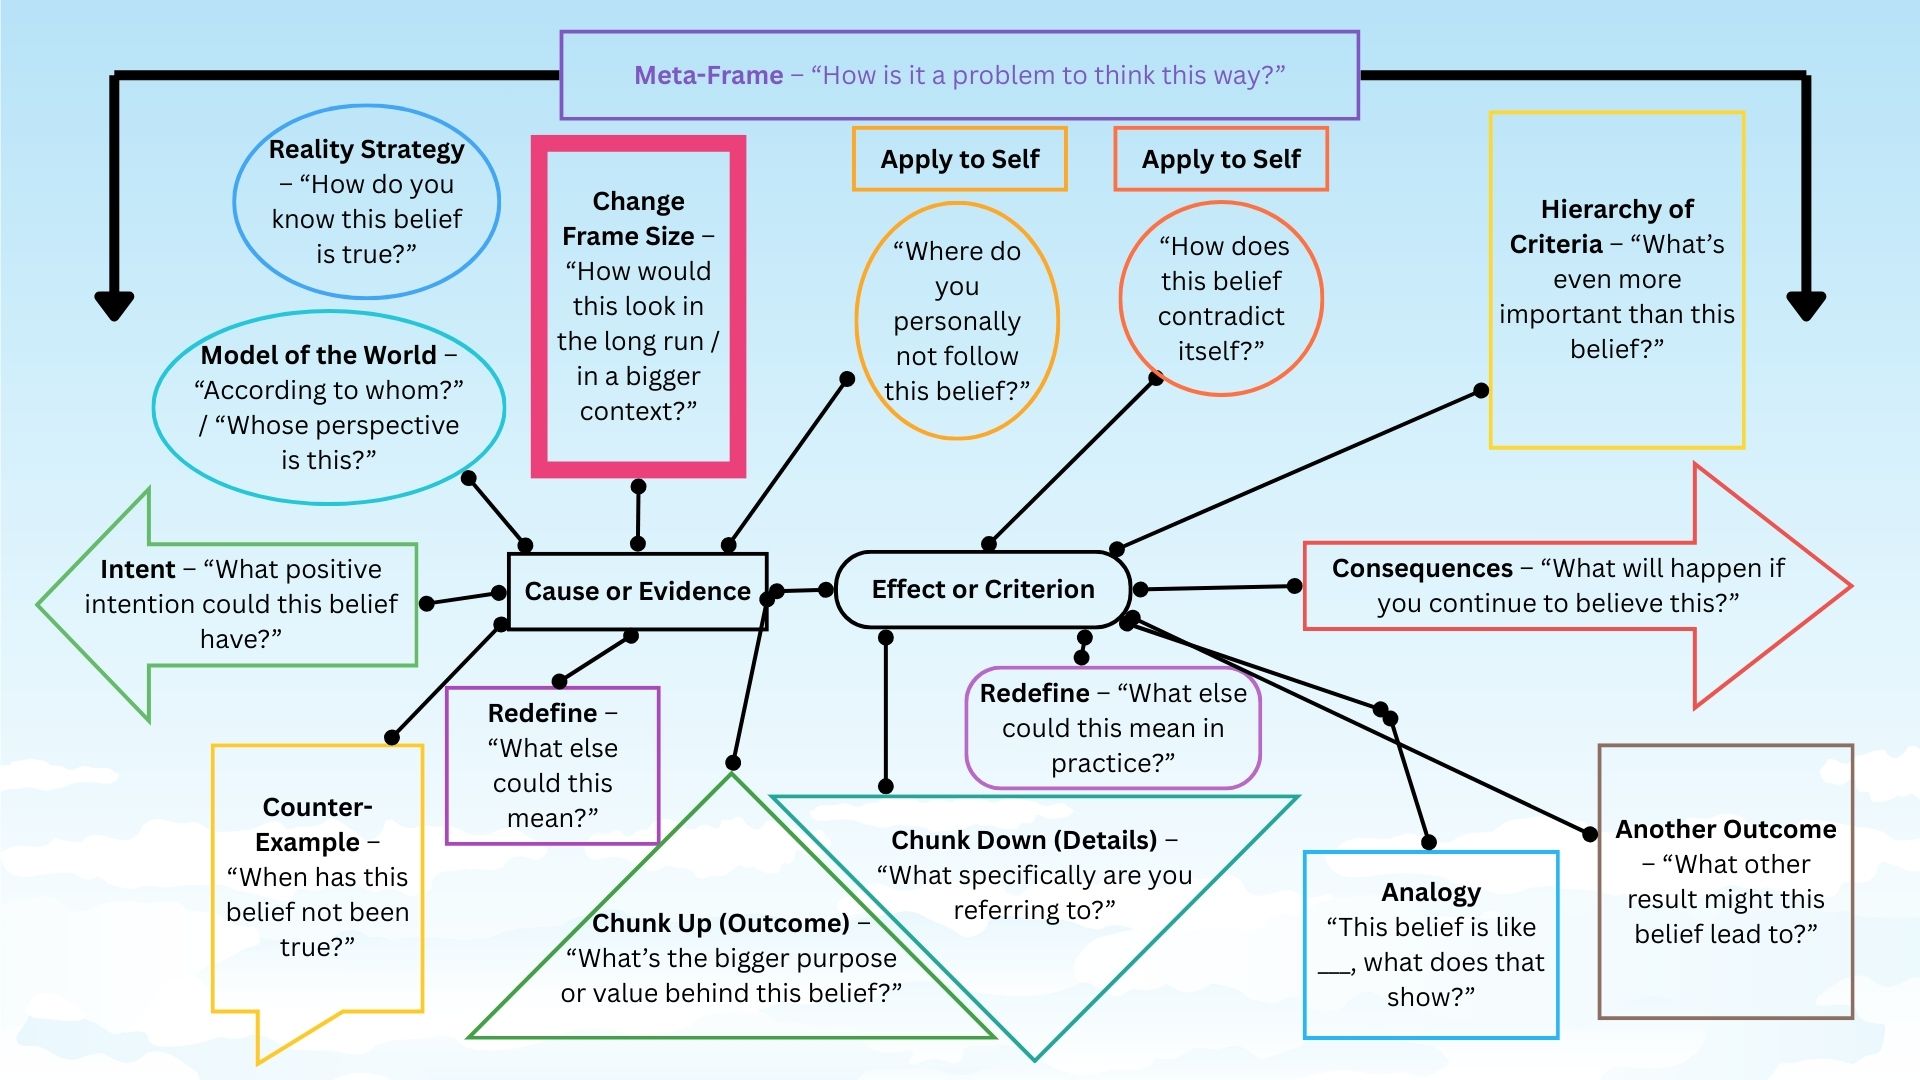 Meta-Frame – “How is it a problem to think this way?”
Reality Strategy
– “How do you
know this belief
is true?”
Change
Frame Size –
“How would
this look in
the long run /
in a bigger
context?”
Apply to Self
“Where do
you
personally
not follow
this belief?”
Apply to Self
“How does
this belief
contradict
itself?”
Hierarchy of
Criteria – “What’s
even more
important than this
belief?”
Model of the World –
“According to whom?”
/ “Whose perspective
is this?”
Intent – “What positive
intention could this belief
have?”
Cause or Evidence
Effect or Criterion
Consequences – “What will happen if
you continue to believe this?”
Counter-
Example –
“When has this
belief not been
true?”
Redefine –
“What else
could this
mean?”
Chunk Up (Outcome) –
“What’s the bigger purpose
or value behind this belief?”
Redefine – “What else
could this mean in
practice?”
Chunk Down (Details) –
“What specifically are you
referring to?”
Analogy
“This belief is like
___, what does that
show?”
Another Outcome
– “What other
result might this
belief lead to?”